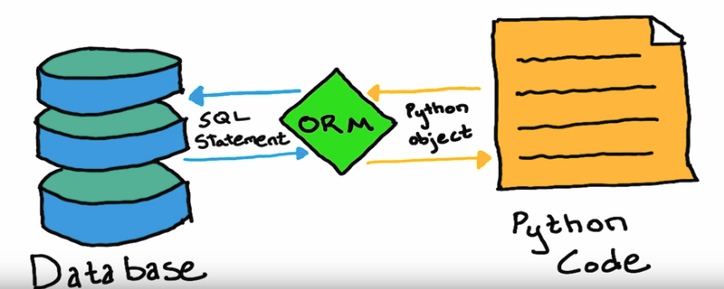 SQL
Statement
ORM
Python
object
Database
Python
Code